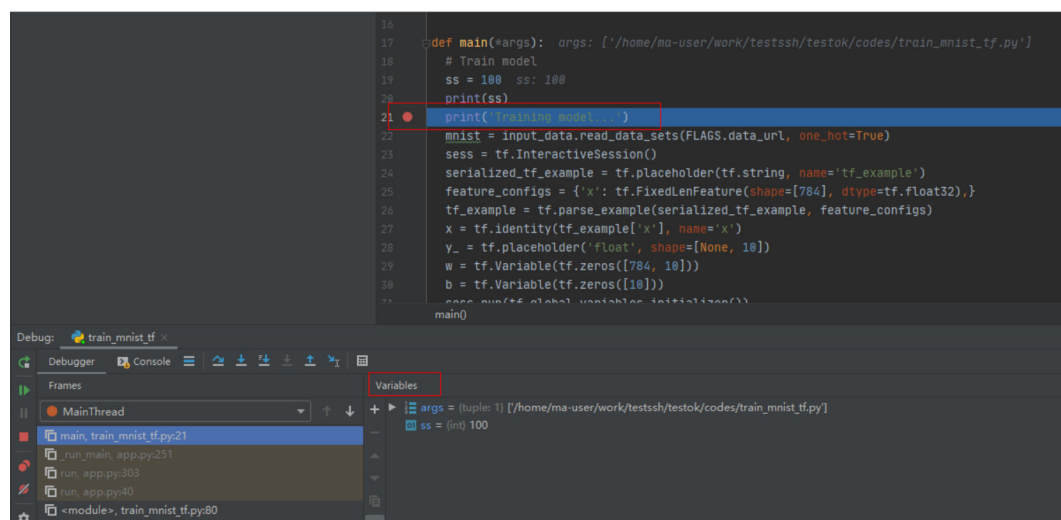 16
17 def main(*args): args: ['/home/ma-user/work/testssh/testok/codes/train_mnist_tf.py']
18 # Train model
19 ss = 100 ss: 100
20 print(ss)
21 print('Training model...')
22 mnist = input_data.read_data_sets(FLAGS.data_url, one_hot=True)
23 sess = tf.InteractiveSession()
24 serialized_tf_example = tf.placeholder(tf.string, name='tf_example')
25 feature_configs = {'x': tf.FixedLenFeature(shape=[784], dtype=tf.float32),}
26 tf_example = tf.parse_example(serialized_tf_example, feature_configs)
27 x = tf.identity(tf_example['x'], name='x')
28 y_ = tf.placeholder('float', shape=[None, 10])
29 w = tf.Variable(tf.zeros([784, 10]))
30 b = tf.Variable(tf.zeros([10]))
31 sess.run(tf.global_variables_initializer())
main()
Debug: train_mnist_tf
Debugger Console
Frames
Variables
MainThread
args = (tuple: 1) ['/home/ma-user/work/testssh/testok/codes/train_mnist_tf.py']
ss = (int) 100
main, train_mnist_tf.py:21
_run_main, app.py:251
run, app.py:303
run, app.py:40
<module>, train_mnist_tf.py:80